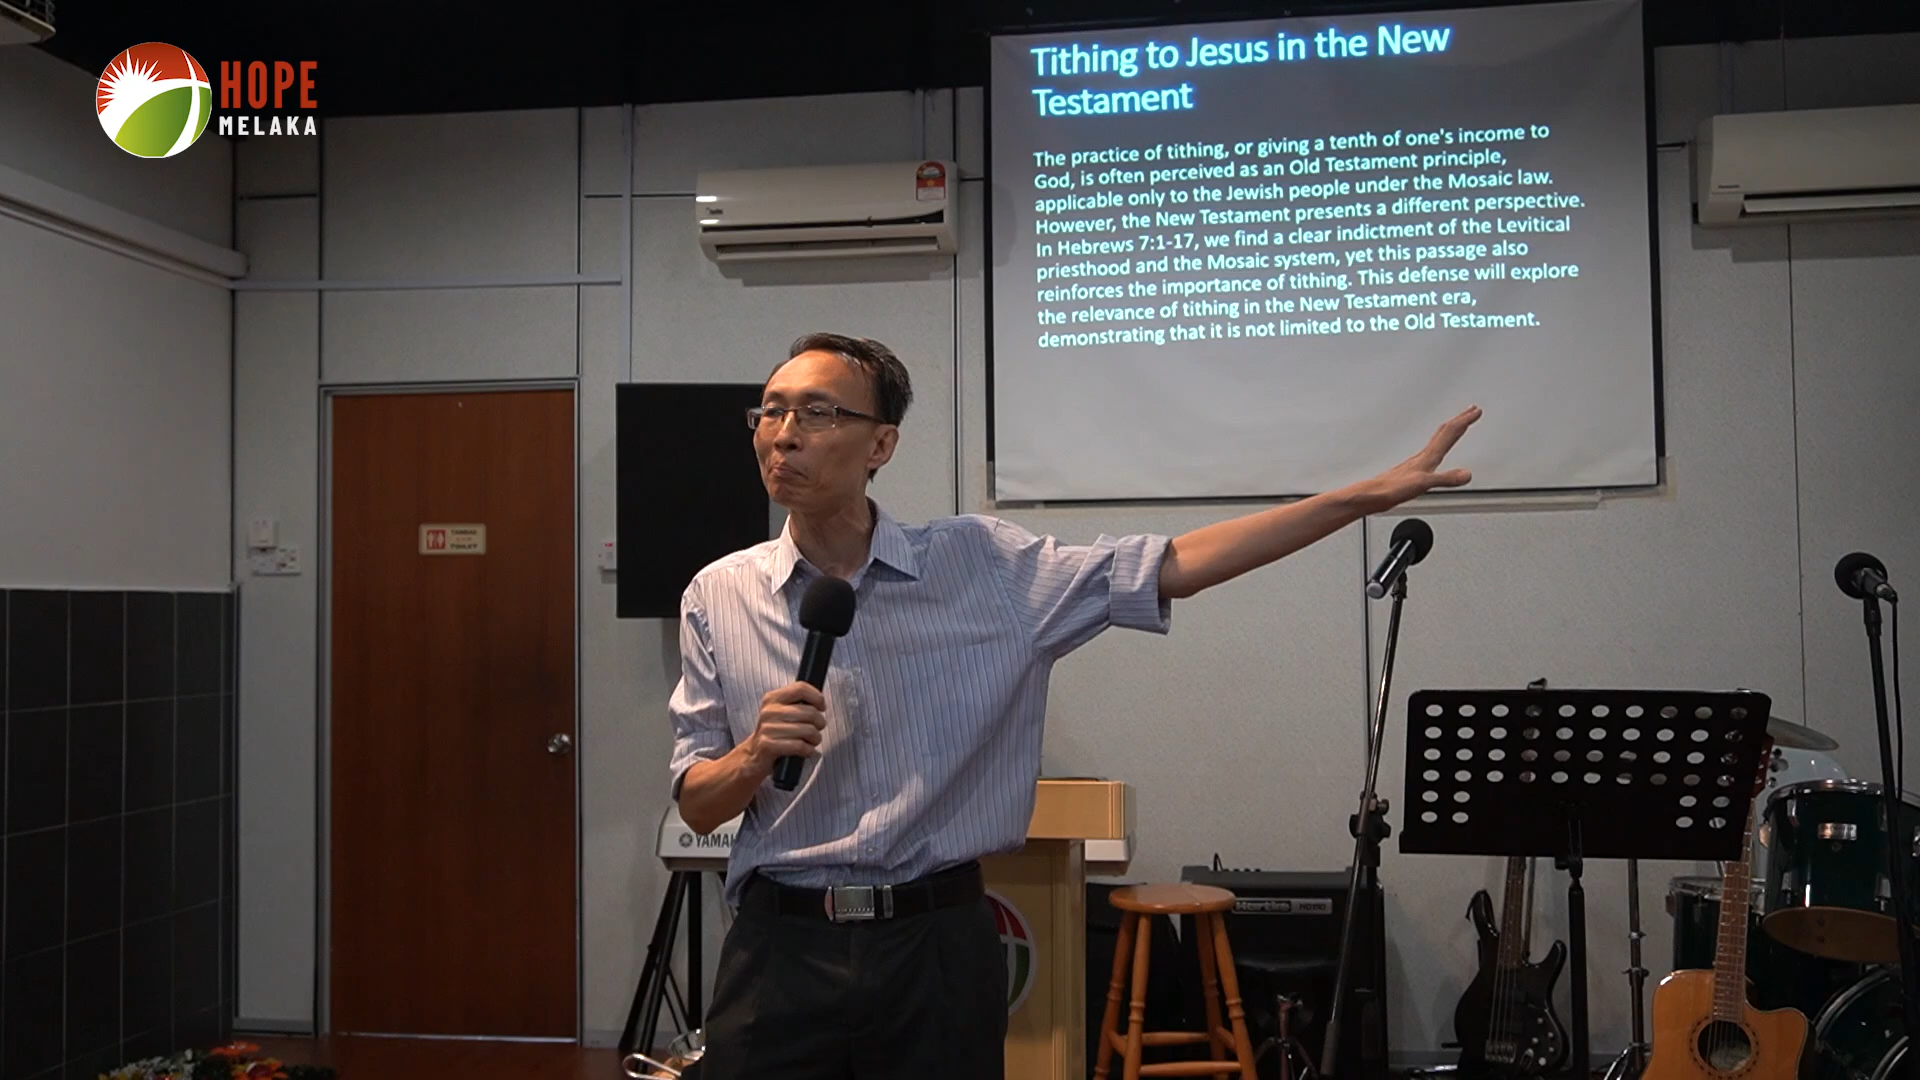 HOPE
MELAKA
Tithing to Jesus in the New
Testament
The practice of tithing, or giving a tenth of one's income to
God, is often perceived as an Old Testament principle,
applicable only to the Jewish people under the Mosaic law.
However, the New Testament presents a different perspective.
In Hebrews 7:1-17, we find a clear indictment of the Levitical
priesthood and the Mosaic system, yet this passage also
reinforces the importance of tithing. This defense will explore
the relevance of tithing in the New Testament era,
demonstrating that it is not limited to the Old Testament.
TANDAS
TOILET
YAMAH
Hartke HD150